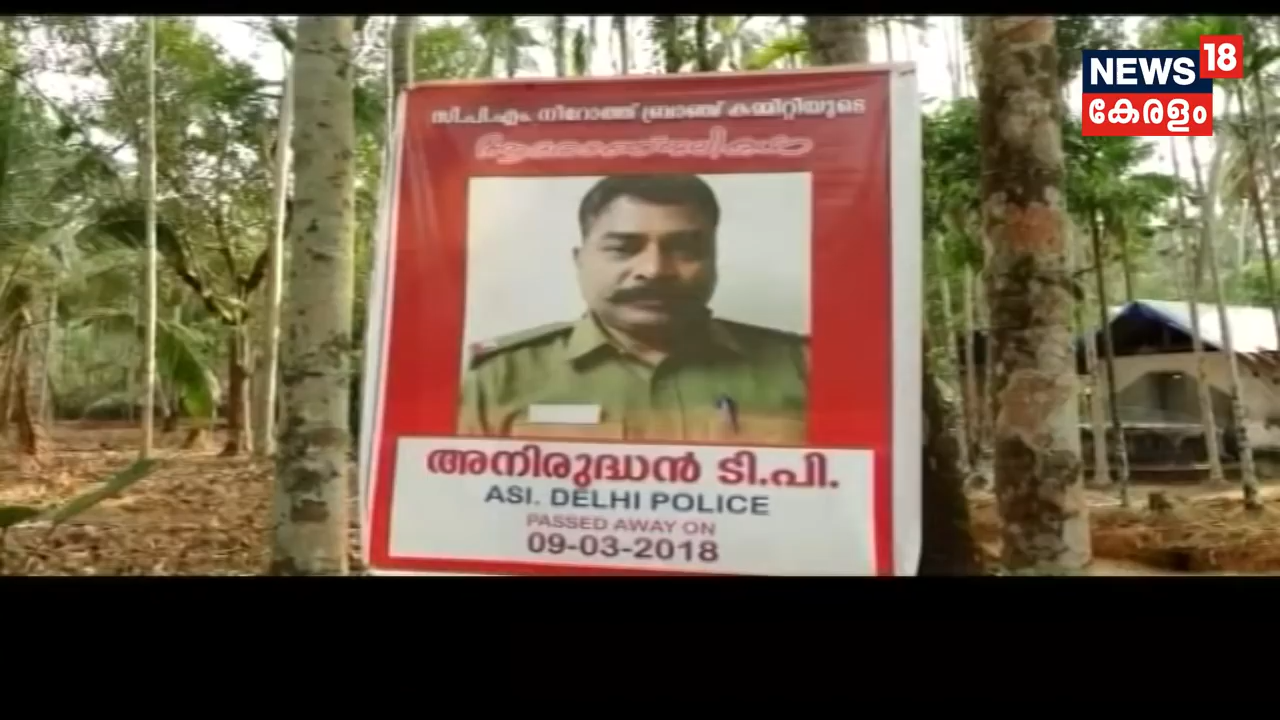 NEWS 18
കേരളം
സി.പി.എം. നിറോത്ത് ബ്രാഞ്ച് കമ്മിറ്റിയുടെ
അനിരുദ്ധൻ ടി.പി.
ASI. DELHI POLICE
PASSED AWAY ON
09-03-2018